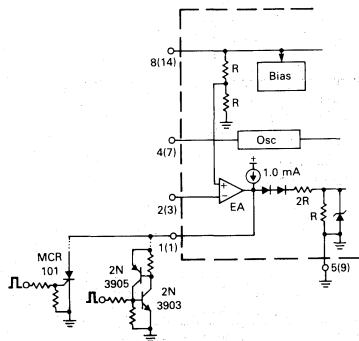 8(14)
R
Bias
R
4(7)
Osc
1.0 mA
+
2(3)
+
−
EA
2R
1(1)
R
MCR
101
2N
3905
2N
3903
5(9)